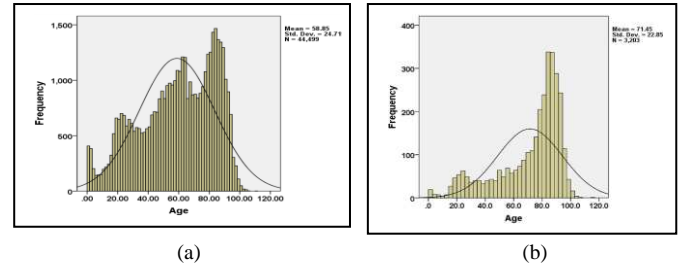 Mean = 58.85
Std. Dev. = 24.71
N = 44,499
1,500
1,000
500
0
Frequency
.00 20.00 40.00 60.00 80.00 100.00 120.00
Age
(a)
Mean = 71.45
Std. Dev. = 22.85
N = 3,203
400
300
200
100
0
Frequency
.0 20.0 40.0 60.0 80.0 100.0 120.0
Age
(b)